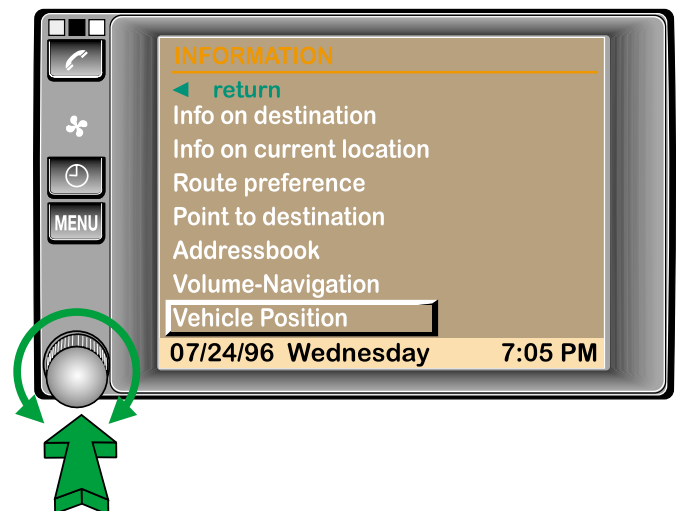 INFORMATION
◄ return
Info on destination
Info on current location
Route preference
Point to destination
Addressbook
Volume-Navigation
Vehicle Position
07/24/96 Wednesday 7:05 PM
MENU